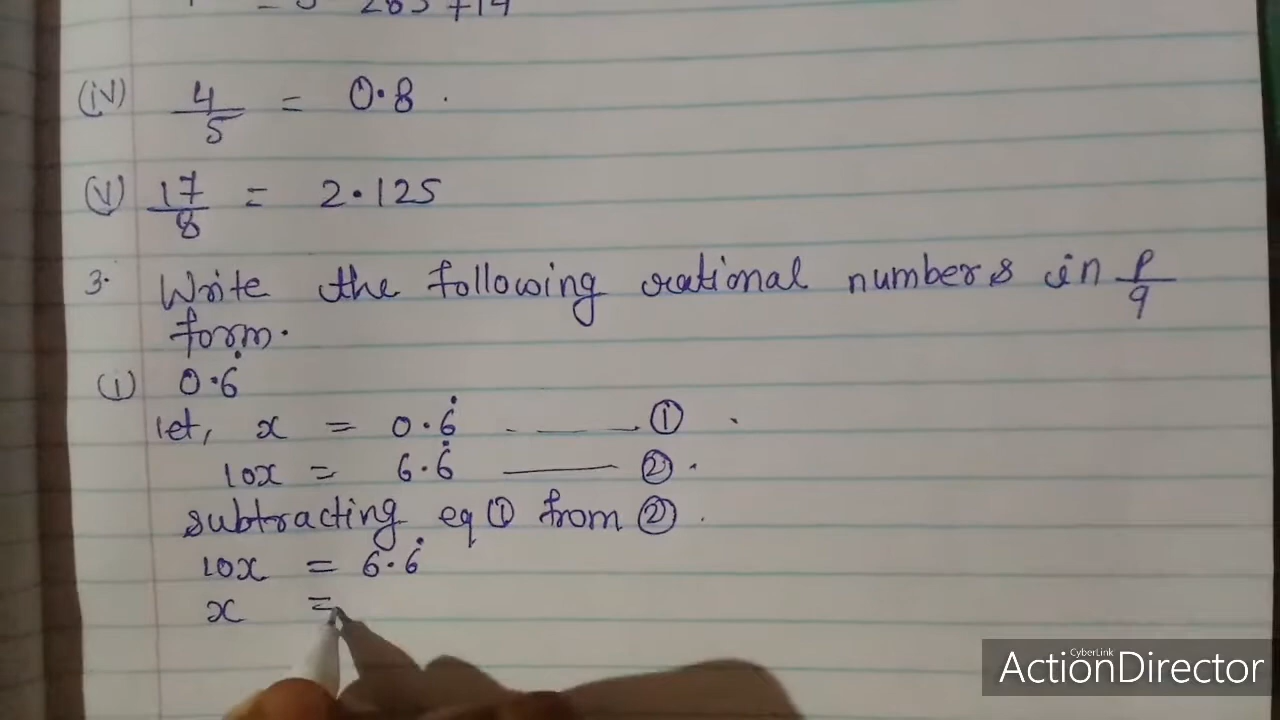 (iv) 4/5 = 0.8.
(v) 17/8 = 2.125
3. Write the following rational numbers in p/q
form.
(i) 0.6̇
let, x = 0.6̇ ------ ①.
10x = 6.6̇ ------ ②.
subtracting eq ① from ②.
10x = 6.6̇
x =
CyberLink
ActionDirector